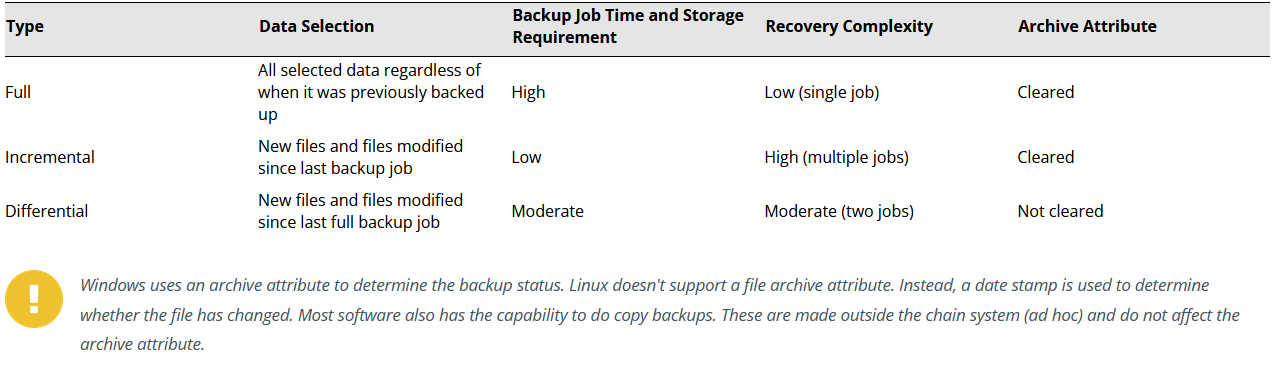 Type Data Selection Backup Job Time and Storage Requirement Recovery Complexity Archive Attribute
Full
All selected data regardless of
when it was previously backed
up
High
Low (single job)
Cleared
Incremental
New files and files modified
since last backup job
Low
High (multiple jobs)
Cleared
Differential
New files and files modified
since last full backup job
Moderate
Moderate (two jobs)
Not cleared
Windows uses an archive attribute to determine the backup status. Linux doesn't support a file archive attribute. Instead, a date stamp is used to determine
whether the file has changed. Most software also has the capability to do copy backups. These are made outside the chain system (ad hoc) and do not affect the
archive attribute.